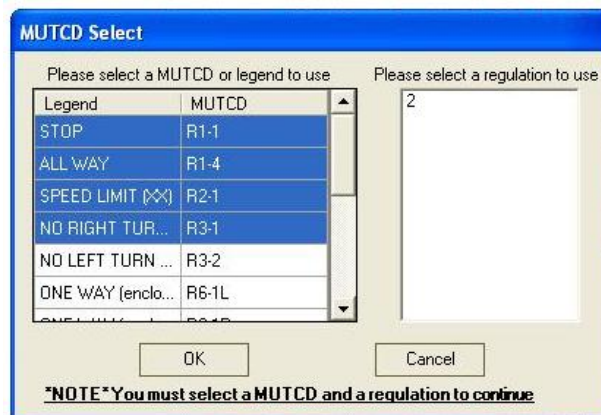 MUTCD Select
Please select a MUTCD or legend to use
Please select a regulation to use
Legend MUTCD
STOP R1-1
ALL WAY R1-4
SPEED LIMIT (XX) R2-1
NO RIGHT TUR... R3-1
NO LEFT TURN ... R3-2
ONE WAY (enclo... R6-1L
2
OK
Cancel
*NOTE* You must select a MUTCD and a regulation to continue